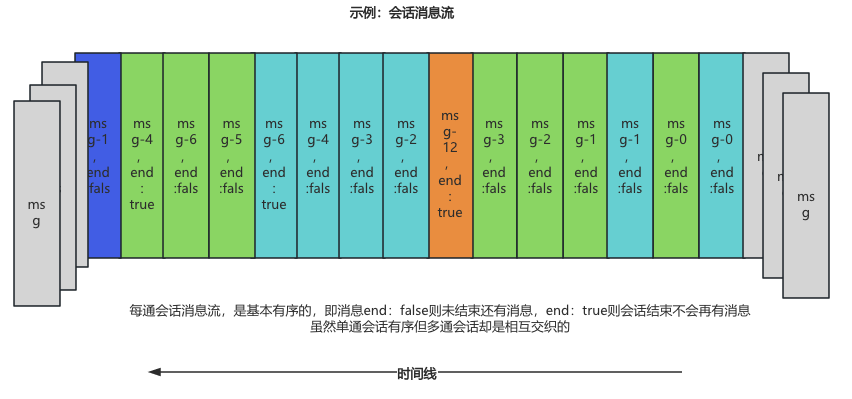 示例：会话消息流
ms
g
ms
g-1
,
end
:fals
ms
g-4
,
end
:
true
ms
g-6
,
end
:fals
ms
g-5
,
end
:fals
ms
g-6
,
end
:
true
ms
g-4
,
end
:fals
ms
g-3
,
end
:fals
ms
g-2
,
end
:fals
ms
g-
12
,
end
:
true
ms
g-3
,
end
:fals
ms
g-2
,
end
:fals
ms
g-1
,
end
:fals
ms
g-1
,
end
:fals
ms
g-0
,
end
:fals
ms
g-0
,
end
:fals
ms
g
每通会话消息流，是基本有序的，即消息end：false则未结束还有消息，end：true则会话结束不会再有消息
虽然单通会话有序但多通会话却是相互交织的
时间线